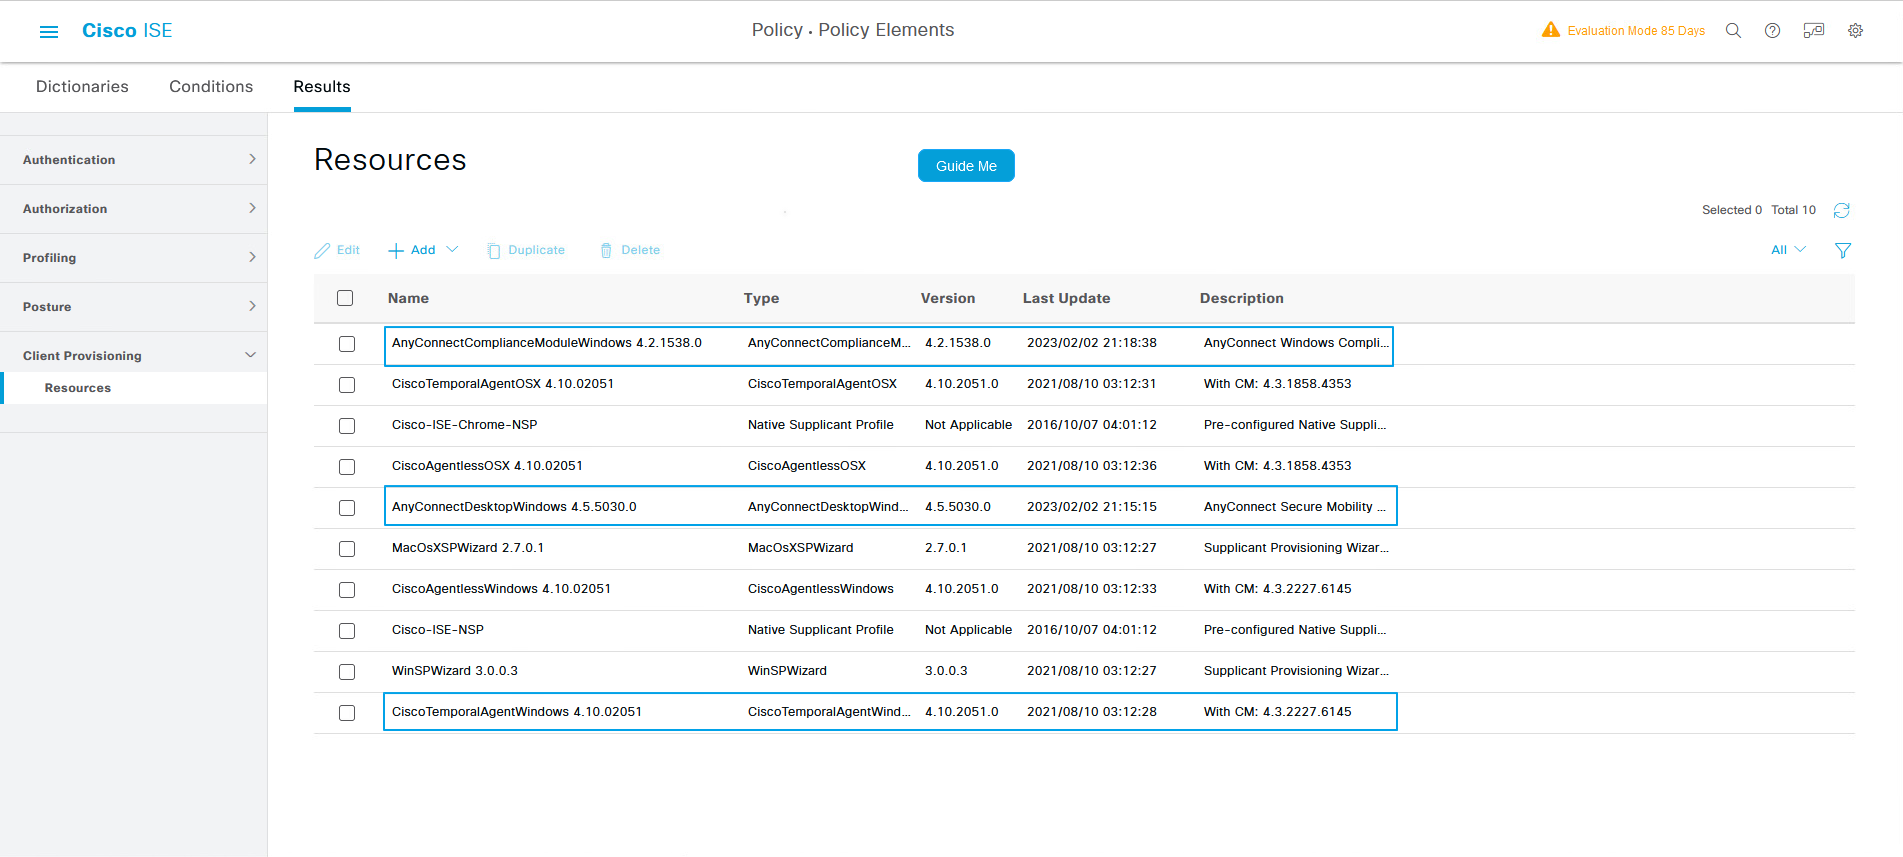 Cisco ISE
Policy · Policy Elements
Evaluation Mode 85 Days
Dictionaries Conditions Results
Authentication
Authorization
Profiling
Posture
Client Provisioning
Resources
Resources
Guide Me
Selected 0 Total 10
Edit Add Duplicate Delete
All
Name Type Version Last Update Description
AnyConnectComplianceModuleWindows 4.2.1538.0 AnyConnectComplianceM... 4.2.1538.0 2023/02/02 21:18:38 AnyConnect Windows Compli...
CiscoTemporalAgentOSX 4.10.02051 CiscoTemporalAgentOSX 4.10.2051.0 2021/08/10 03:12:31 With CM: 4.3.1858.4353
Cisco-ISE-Chrome-NSP Native Supplicant Profile Not Applicable 2016/10/07 04:01:12 Pre-configured Native Suppli...
CiscoAgentlessOSX 4.10.02051 CiscoAgentlessOSX 4.10.2051.0 2021/08/10 03:12:36 With CM: 4.3.1858.4353
AnyConnectDesktopWindows 4.5.5030.0 AnyConnectDesktopWind... 4.5.5030.0 2023/02/02 21:15:15 AnyConnect Secure Mobility ...
MacOsXSPWizard 2.7.0.1 MacOsXSPWizard 2.7.0.1 2021/08/10 03:12:27 Supplicant Provisioning Wizar...
CiscoAgentlessWindows 4.10.02051 CiscoAgentlessWindows 4.10.2051.0 2021/08/10 03:12:33 With CM: 4.3.2227.6145
Cisco-ISE-NSP Native Supplicant Profile Not Applicable 2016/10/07 04:01:12 Pre-configured Native Suppli...
WinSPWizard 3.0.0.3 WinSPWizard 3.0.0.3 2021/08/10 03:12:27 Supplicant Provisioning Wizar...
CiscoTemporalAgentWindows 4.10.02051 CiscoTemporalAgentWind... 4.10.2051.0 2021/08/10 03:12:28 With CM: 4.3.2227.6145